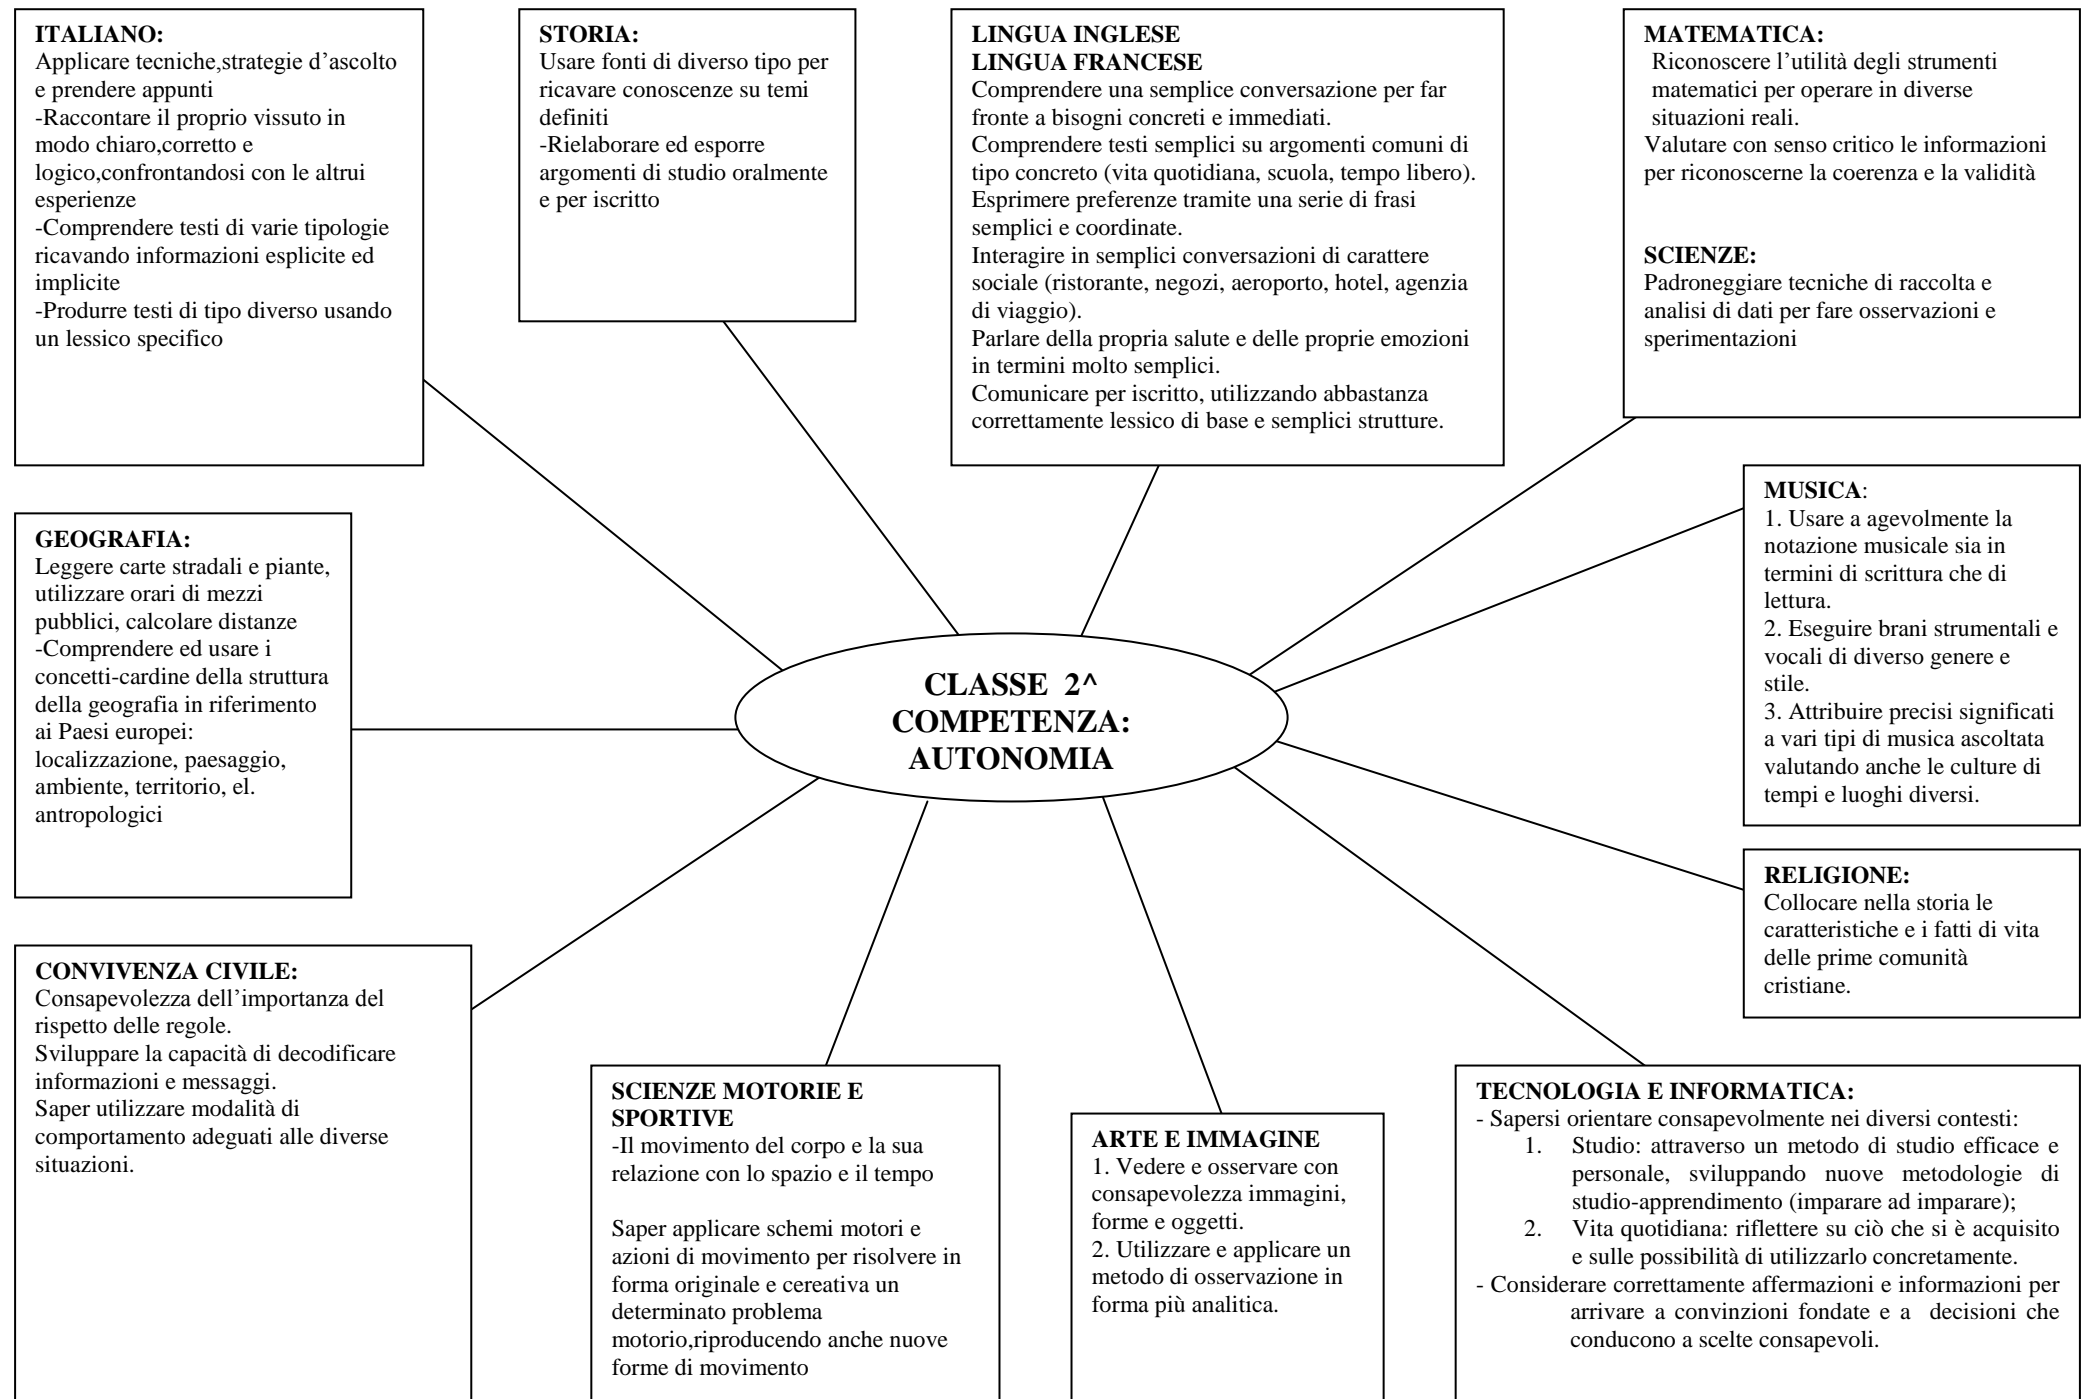 ITALIANO:
Applicare tecniche,strategie d’ascolto
e prendere appunti
-Raccontare il proprio vissuto in
modo chiaro,corretto e
logico,confrontandosi con le altrui
esperienze
-Comprendere testi di varie tipologie
ricavando informazioni esplicite ed
implicite
-Produrre testi di tipo diverso usando
un lessico specifico
STORIA:
Usare fonti di diverso tipo per
ricavare conoscenze su temi
definiti
-Rielaborare ed esporre
argomenti di studio oralmente
e per iscritto
LINGUA INGLESE
LINGUA FRANCESE
Comprendere una semplice conversazione per far
fronte a bisogni concreti e immediati.
Comprendere testi semplici su argomenti comuni di
tipo concreto (vita quotidiana, scuola, tempo libero).
Esprimere preferenze tramite una serie di frasi
semplici e coordinate.
Interagire in semplici conversazioni di carattere
sociale (ristorante, negozi, aeroporto, hotel, agenzia
di viaggio).
Parlare della propria salute e delle proprie emozioni
in termini molto semplici.
Comunicare per iscritto, utilizzando abbastanza
correttamente lessico di base e semplici strutture.
MATEMATICA:
Riconoscere l’utilità degli strumenti
matematici per operare in diverse
situazioni reali.
Valutare con senso critico le informazioni
per riconoscerne la coerenza e la validità
SCIENZE:
Padroneggiare tecniche di raccolta e
analisi di dati per fare osservazioni e
sperimentazioni
GEOGRAFIA:
Leggere carte stradali e piante,
utilizzare orari di mezzi
pubblici, calcolare distanze
-Comprendere ed usare i
concetti-cardine della struttura
della geografia in riferimento
ai Paesi europei:
localizzazione, paesaggio,
ambiente, territorio, el.
antropologici
CLASSE 2^
COMPETENZA:
AUTONOMIA
MUSICA:
1. Usare a agevolmente la
notazione musicale sia in
termini di scrittura che di
lettura.
2. Eseguire brani strumentali e
vocali di diverso genere e
stile.
3. Attribuire precisi significati
a vari tipi di musica ascoltata
valutando anche le culture di
tempi e luoghi diversi.
RELIGIONE:
Collocare nella storia le
caratteristiche e i fatti di vita
delle prime comunità
cristiane.
CONVIVENZA CIVILE:
Consapevolezza dell’importanza del
rispetto delle regole.
Sviluppare la capacità di decodificare
informazioni e messaggi.
Saper utilizzare modalità di
comportamento adeguati alle diverse
situazioni.
SCIENZE MOTORIE E
SPORTIVE
-Il movimento del corpo e la sua
relazione con lo spazio e il tempo
Saper applicare schemi motori e
azioni di movimento per risolvere in
forma originale e cereativa un
determinato problema
motorio,riproducendo anche nuove
forme di movimento
ARTE E IMMAGINE
1. Vedere e osservare con
consapevolezza immagini,
forme e oggetti.
2. Utilizzare e applicare un
metodo di osservazione in
forma più analitica.
TECNOLOGIA E INFORMATICA:
- Sapersi orientare consapevolmente nei diversi contesti:
1. Studio: attraverso un metodo di studio efficace e
personale, sviluppando nuove metodologie di
studio-apprendimento (imparare ad imparare);
2. Vita quotidiana: riflettere su ciò che si è acquisito
e sulle possibilità di utilizzarlo concretamente.
- Considerare correttamente affermazioni e informazioni per
arrivare a convinzioni fondate e a decisioni che
conducono a scelte consapevoli.